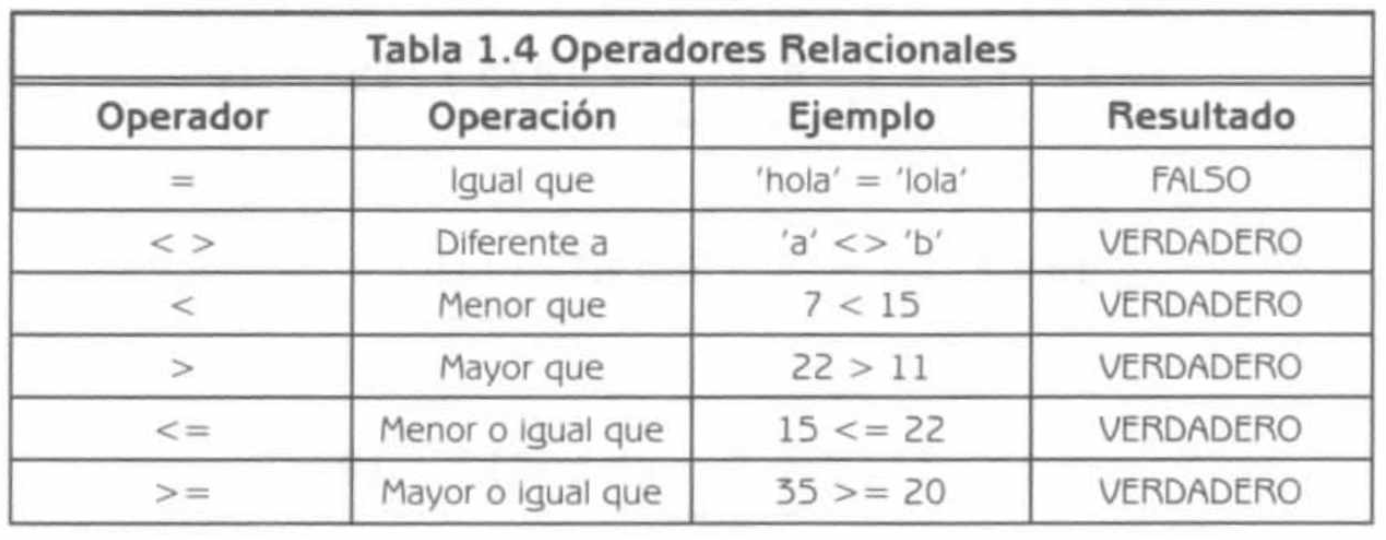 Tabla 1.4 Operadores Relacionales
Operador Operación Ejemplo Resultado
= Igual que 'hola' = 'lola' FALSO
< > Diferente a 'a' <> 'b' VERDADERO
< Menor que 7 < 15 VERDADERO
> Mayor que 22 > 11 VERDADERO
<= Menor o igual que 15 <= 22 VERDADERO
>= Mayor o igual que 35 >= 20 VERDADERO